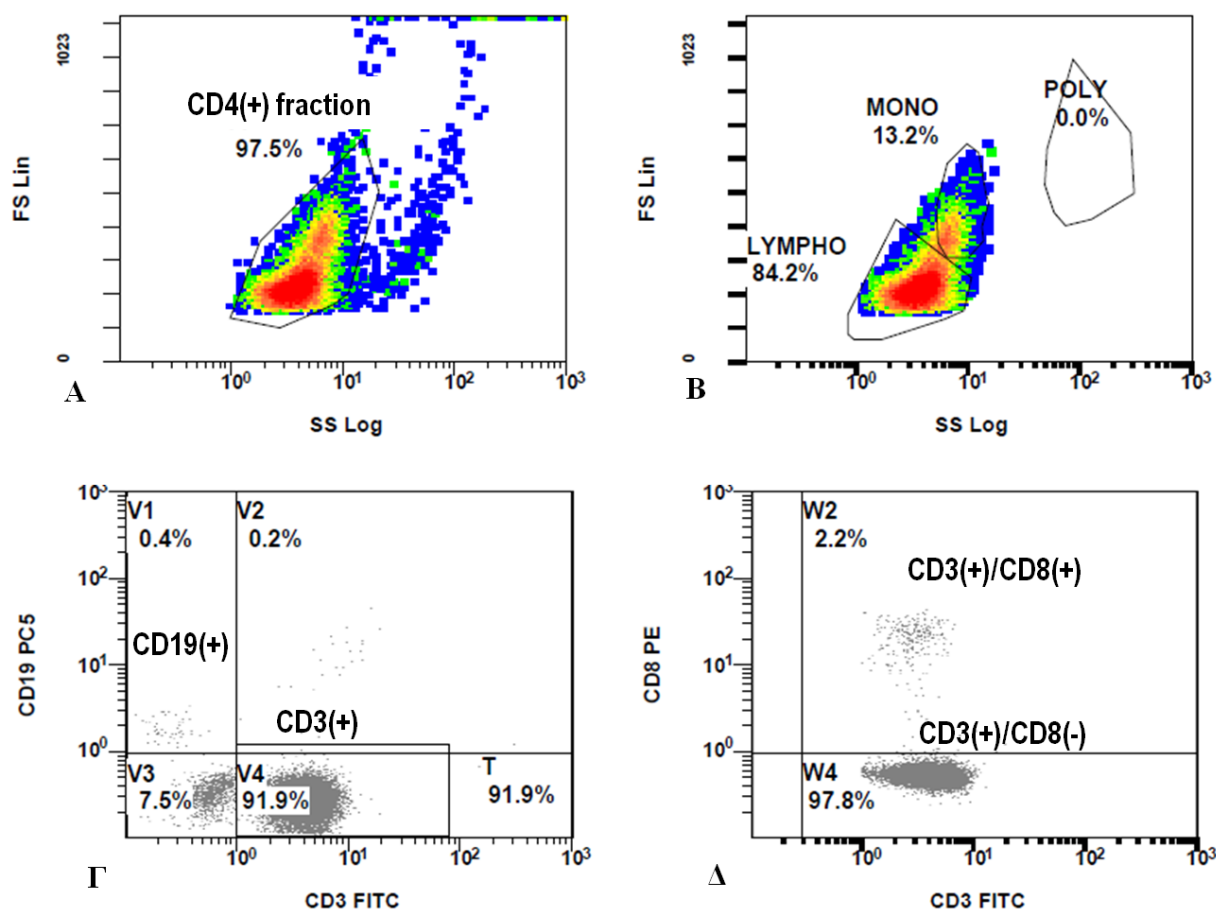 1023
FS Lin
0
CD4(+) fraction
97.5%
10⁰
10¹
10²
10³
SS Log
A
1023
FS Lin
0
MONO
13.2%
POLY
0.0%
LYMPHO
84.2%
10⁰
10¹
10²
10³
SS Log
B
10³
10²
10¹
10⁰
CD19 PC5
V1
0.4%
V2
0.2%
CD19(+)
CD3(+)
V3
7.5%
V4
91.9%
T
91.9%
10⁰
10¹
10²
10³
CD3 FITC
Γ
10³
10²
10¹
10⁰
CD8 PE
W2
2.2%
CD3(+)/CD8(+)
CD3(+)/CD8(-)
W4
97.8%
10⁰
10¹
10²
10³
CD3 FITC
Δ